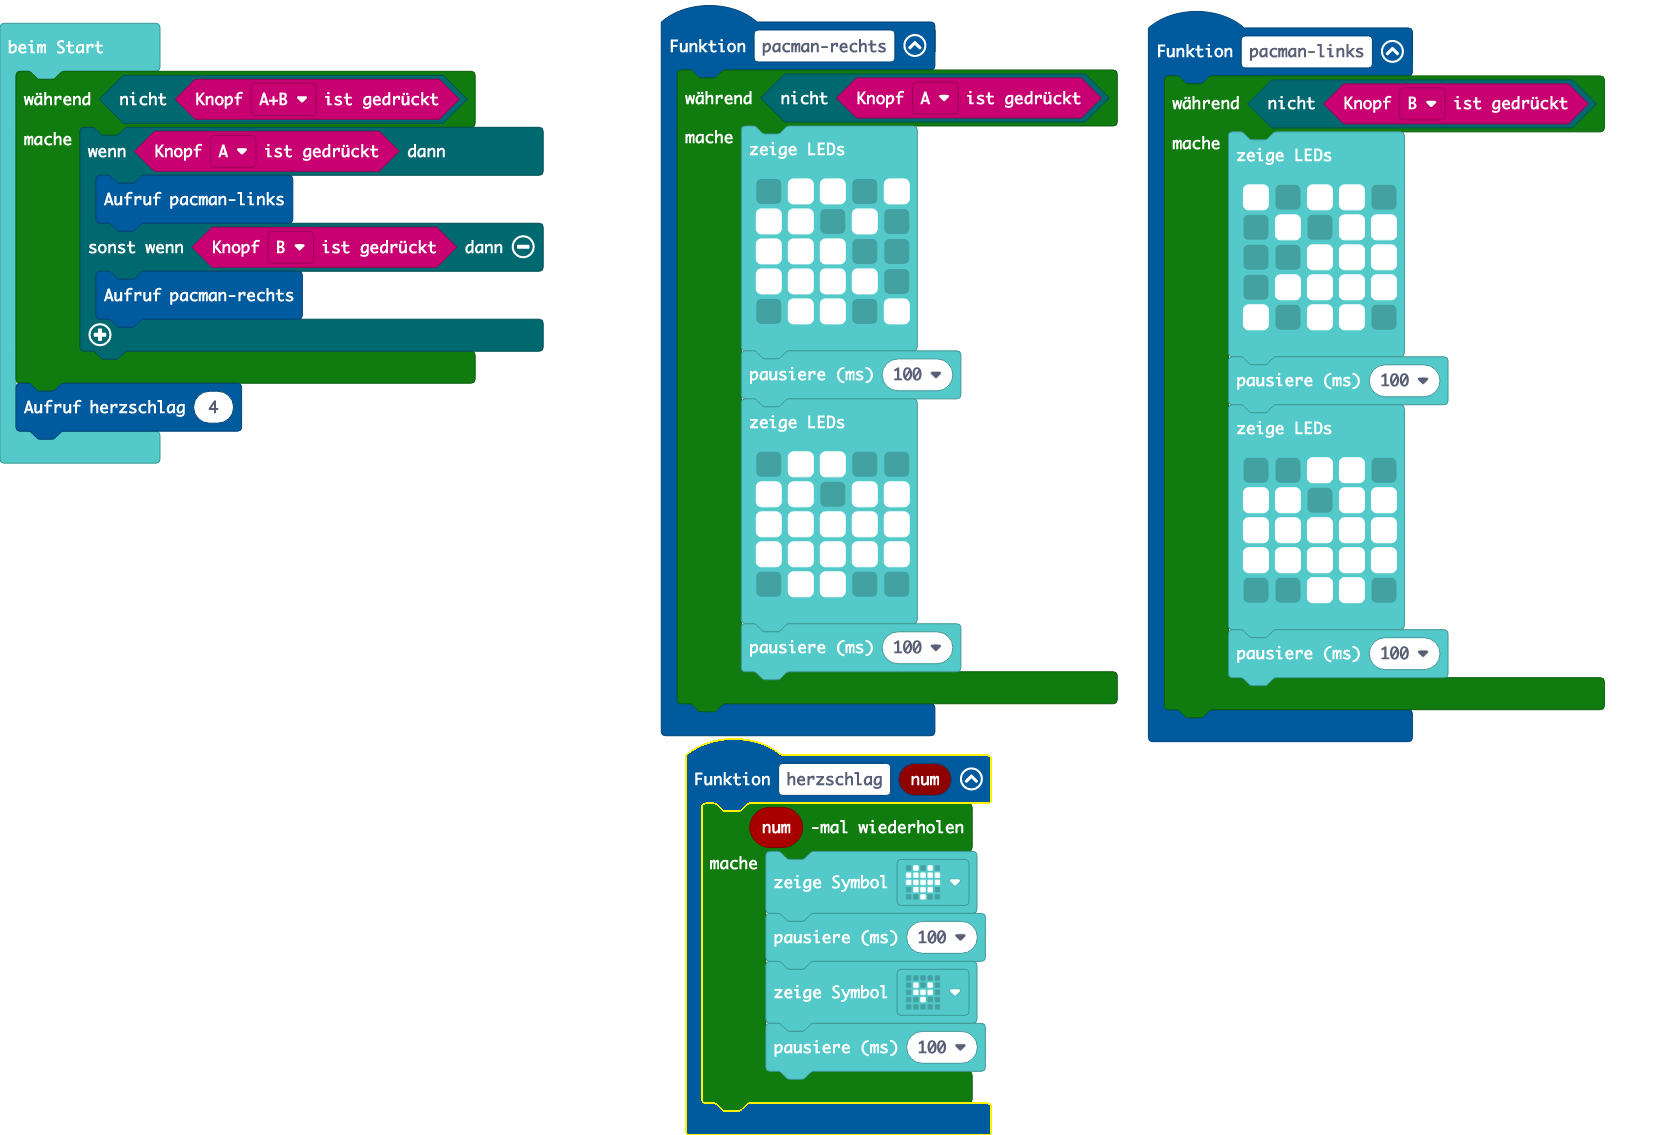 beim Start
während nicht Knopf A+B ist gedrückt
mache
wenn Knopf A ist gedrückt dann
Aufruf pacman-links
sonst wenn Knopf B ist gedrückt dann
Aufruf pacman-rechts
Aufruf herzschlag 4
Funktion pacman-rechts
während nicht Knopf A ist gedrückt
mache
zeige LEDs
pausiere (ms) 100
zeige LEDs
pausiere (ms) 100
Funktion pacman-links
während nicht Knopf B ist gedrückt
mache
zeige LEDs
pausiere (ms) 100
zeige LEDs
pausiere (ms) 100
Funktion herzschlag num
num -mal wiederholen
mache
zeige Symbol
pausiere (ms) 100
zeige Symbol
pausiere (ms) 100